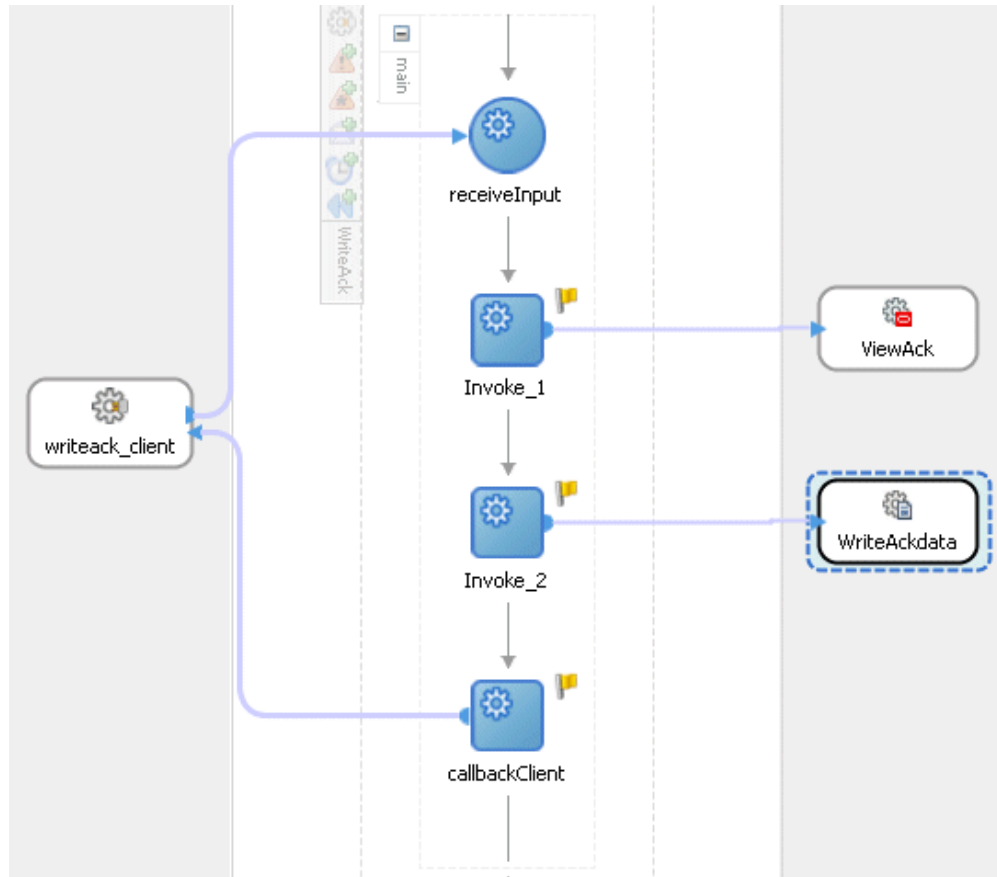 main
receiveInput
WriteAck
Invoke_1
ViewAck
writeack_client
Invoke_2
WriteAckdata
callbackClient